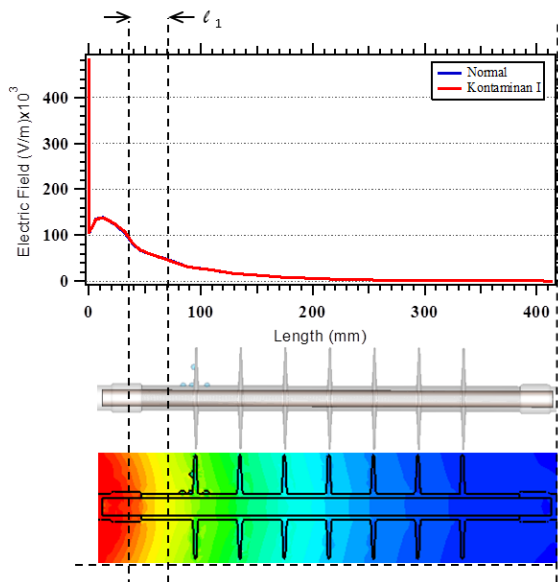 ℓ 1
Electric Field (V/m)x10³
400
300
200
100
0
Normal
Kontaminan I
0 100 200 300 400
Length (mm)